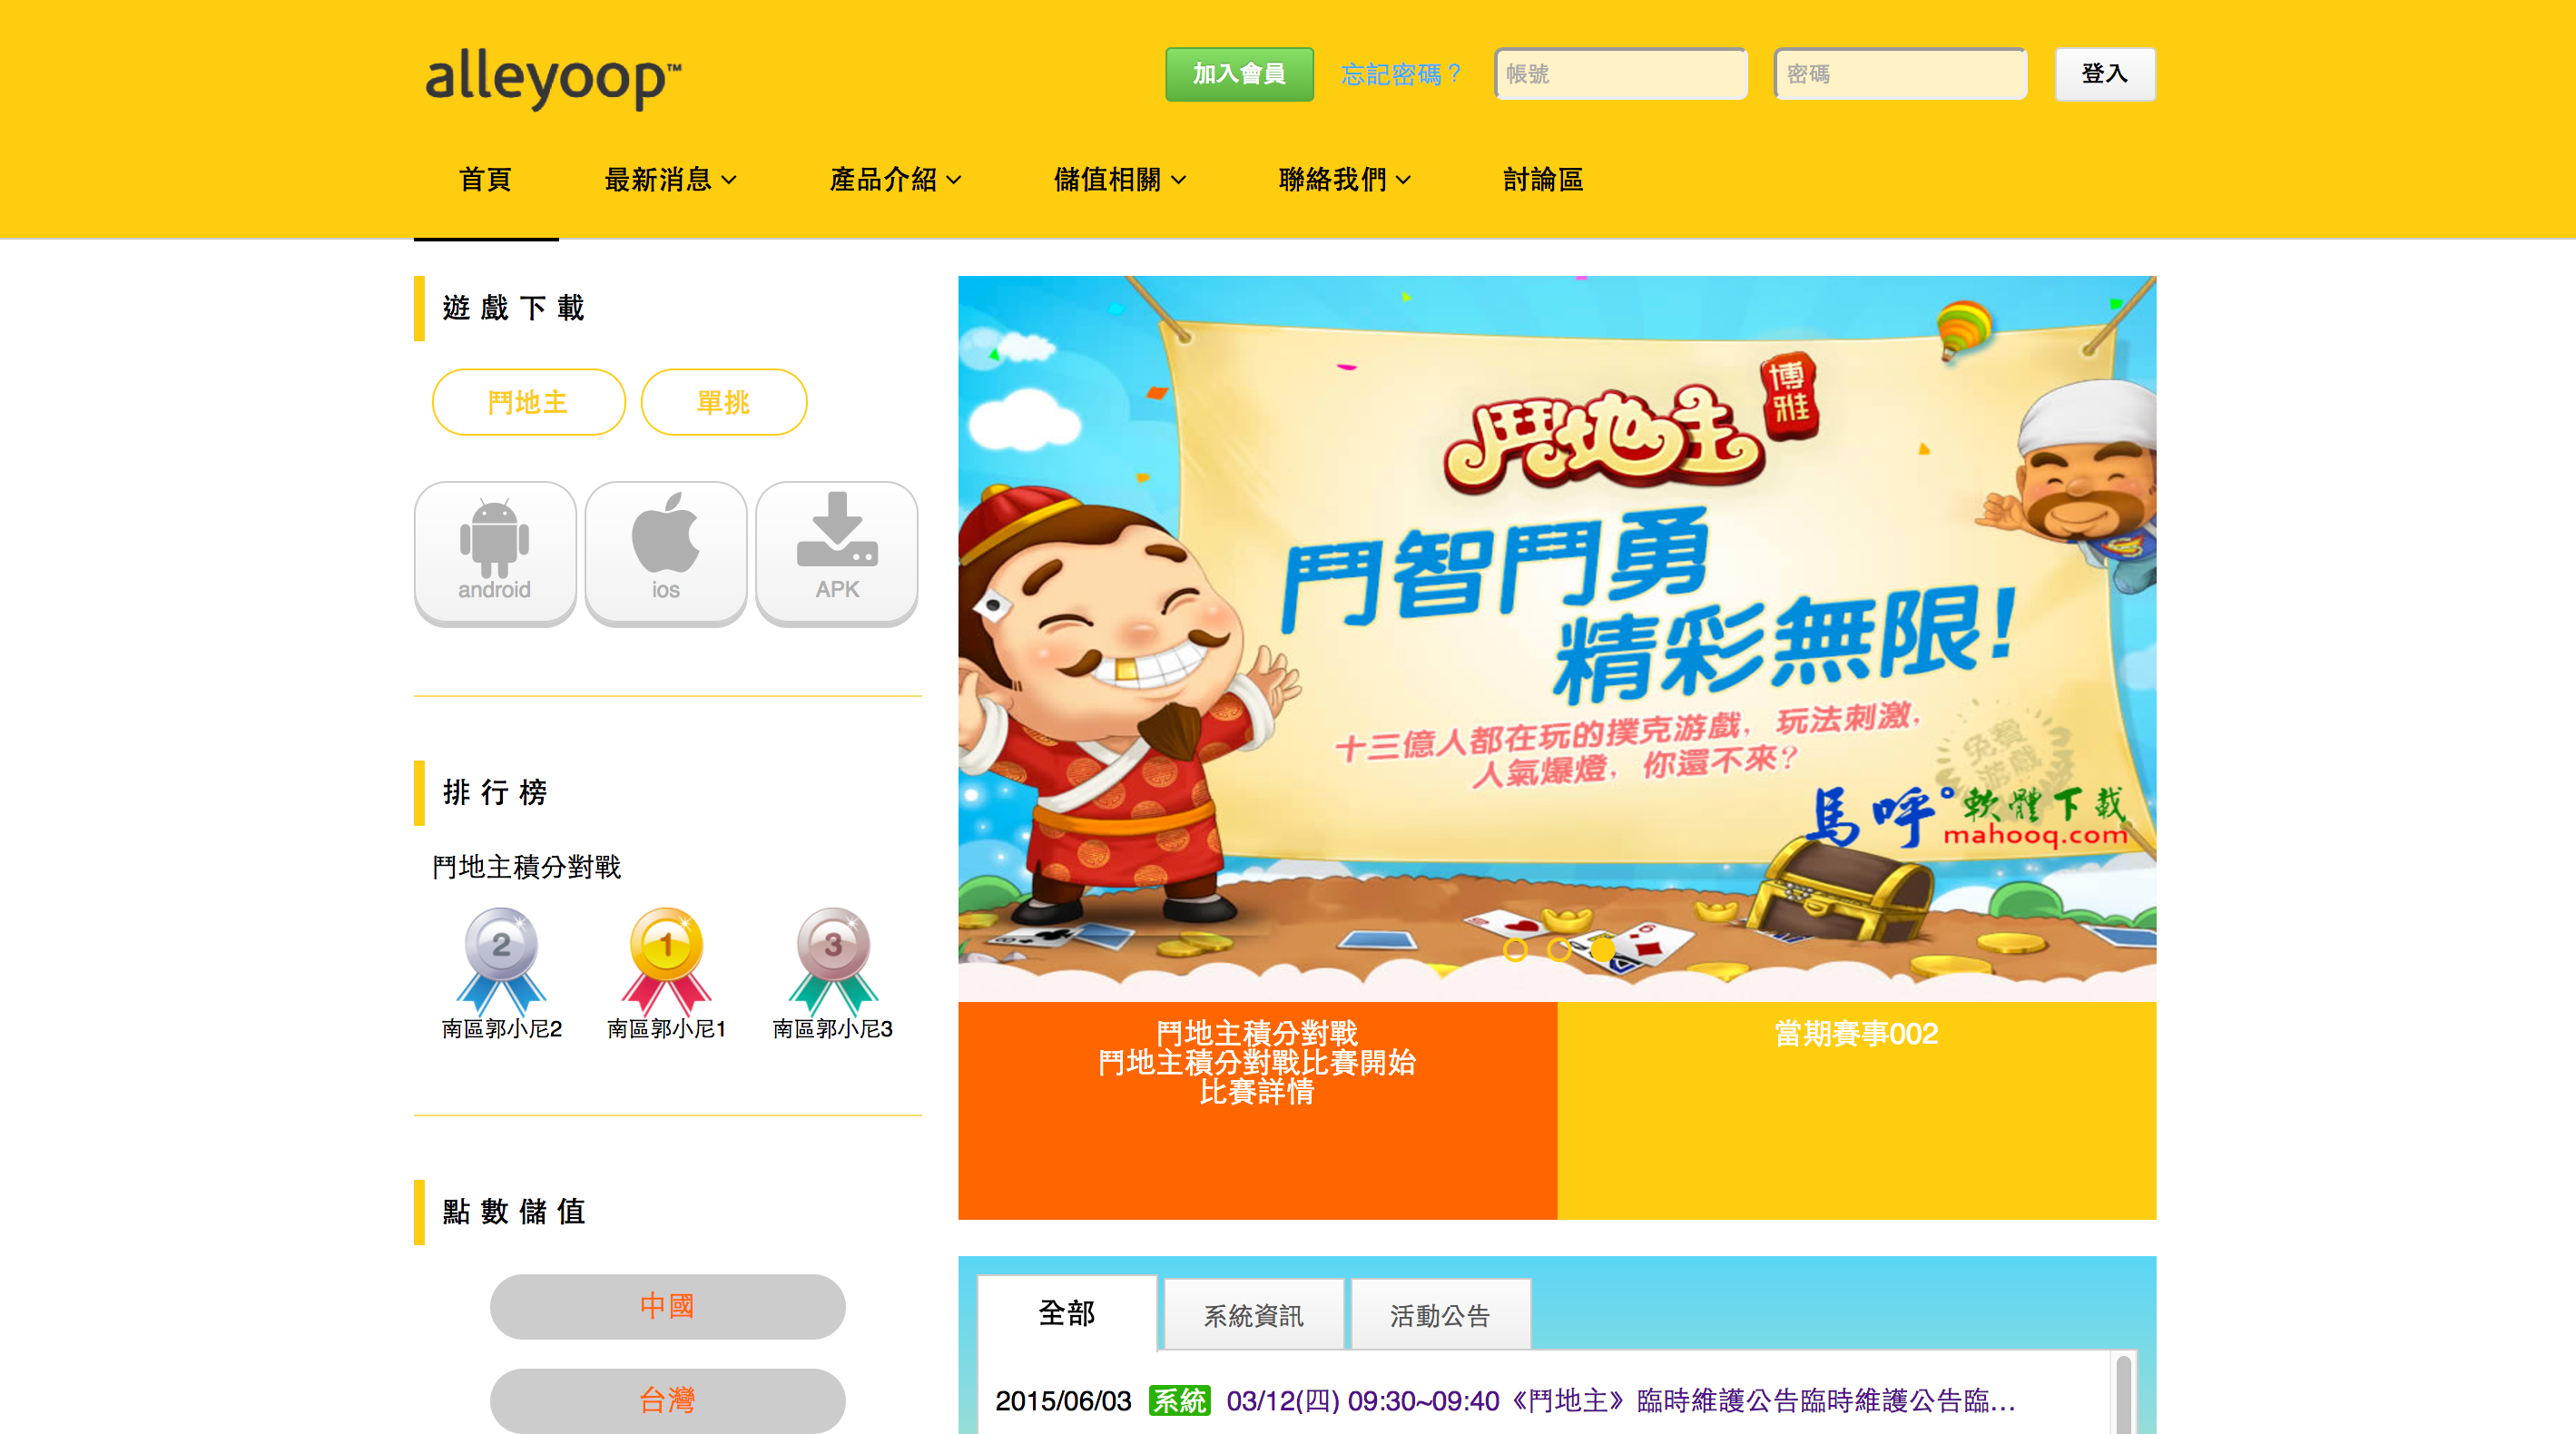 alleyoop™
加入會員
忘記密碼？
帳號
密碼
登入
首頁
最新消息
產品介紹
儲值相關
聯絡我們
討論區
遊戲下載
鬥地主
單挑
android
ios
APK
排行榜
鬥地主積分對戰
2
1
3
南區郭小尼2
南區郭小尼1
南區郭小尼3
點數儲值
中國
台灣
鬥地主
博雅
鬥智鬥勇
精彩無限!
十三億人都在玩的撲克游戲，玩法刺激，
人氣爆燈，你還不來?
免費
游戲
馬呼°軟體下載
mahooq.com
鬥地主積分對戰
鬥地主積分對戰比賽開始
比賽詳情
當期賽事002
全部
系統資訊
活動公告
2015/06/03 系統 03/12(四) 09:30~09:40《鬥地主》臨時維護公告臨時維護公告臨...